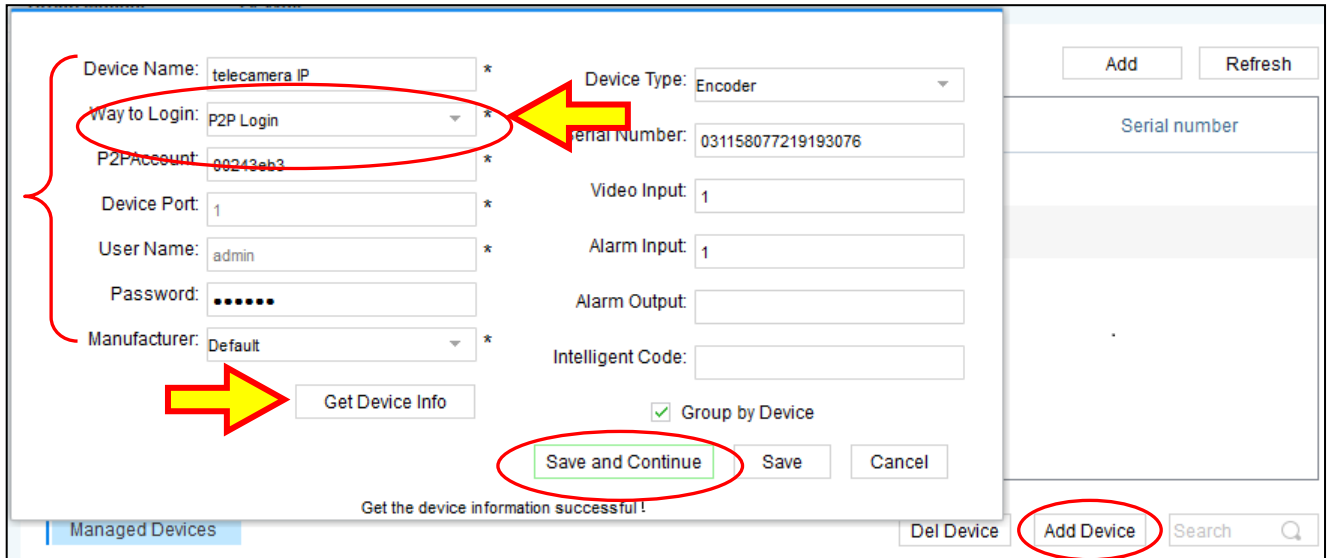 Device Name: telecamera IP *
Way to Login: P2P Login *
P2PAccount: 00243eb3 *
Device Port: 1 *
User Name: admin *
Password: ●●●●●●
Manufacturer: Default *
Get Device Info
Device Type: Encoder
Serial Number: 031158077219193076
Video Input: 1
Alarm Input: 1
Alarm Output:
Intelligent Code:
Group by Device
Save and Continue Save Cancel
Get the device information successful !
Add Refresh
Serial number
Managed Devices
Del Device Add Device Search